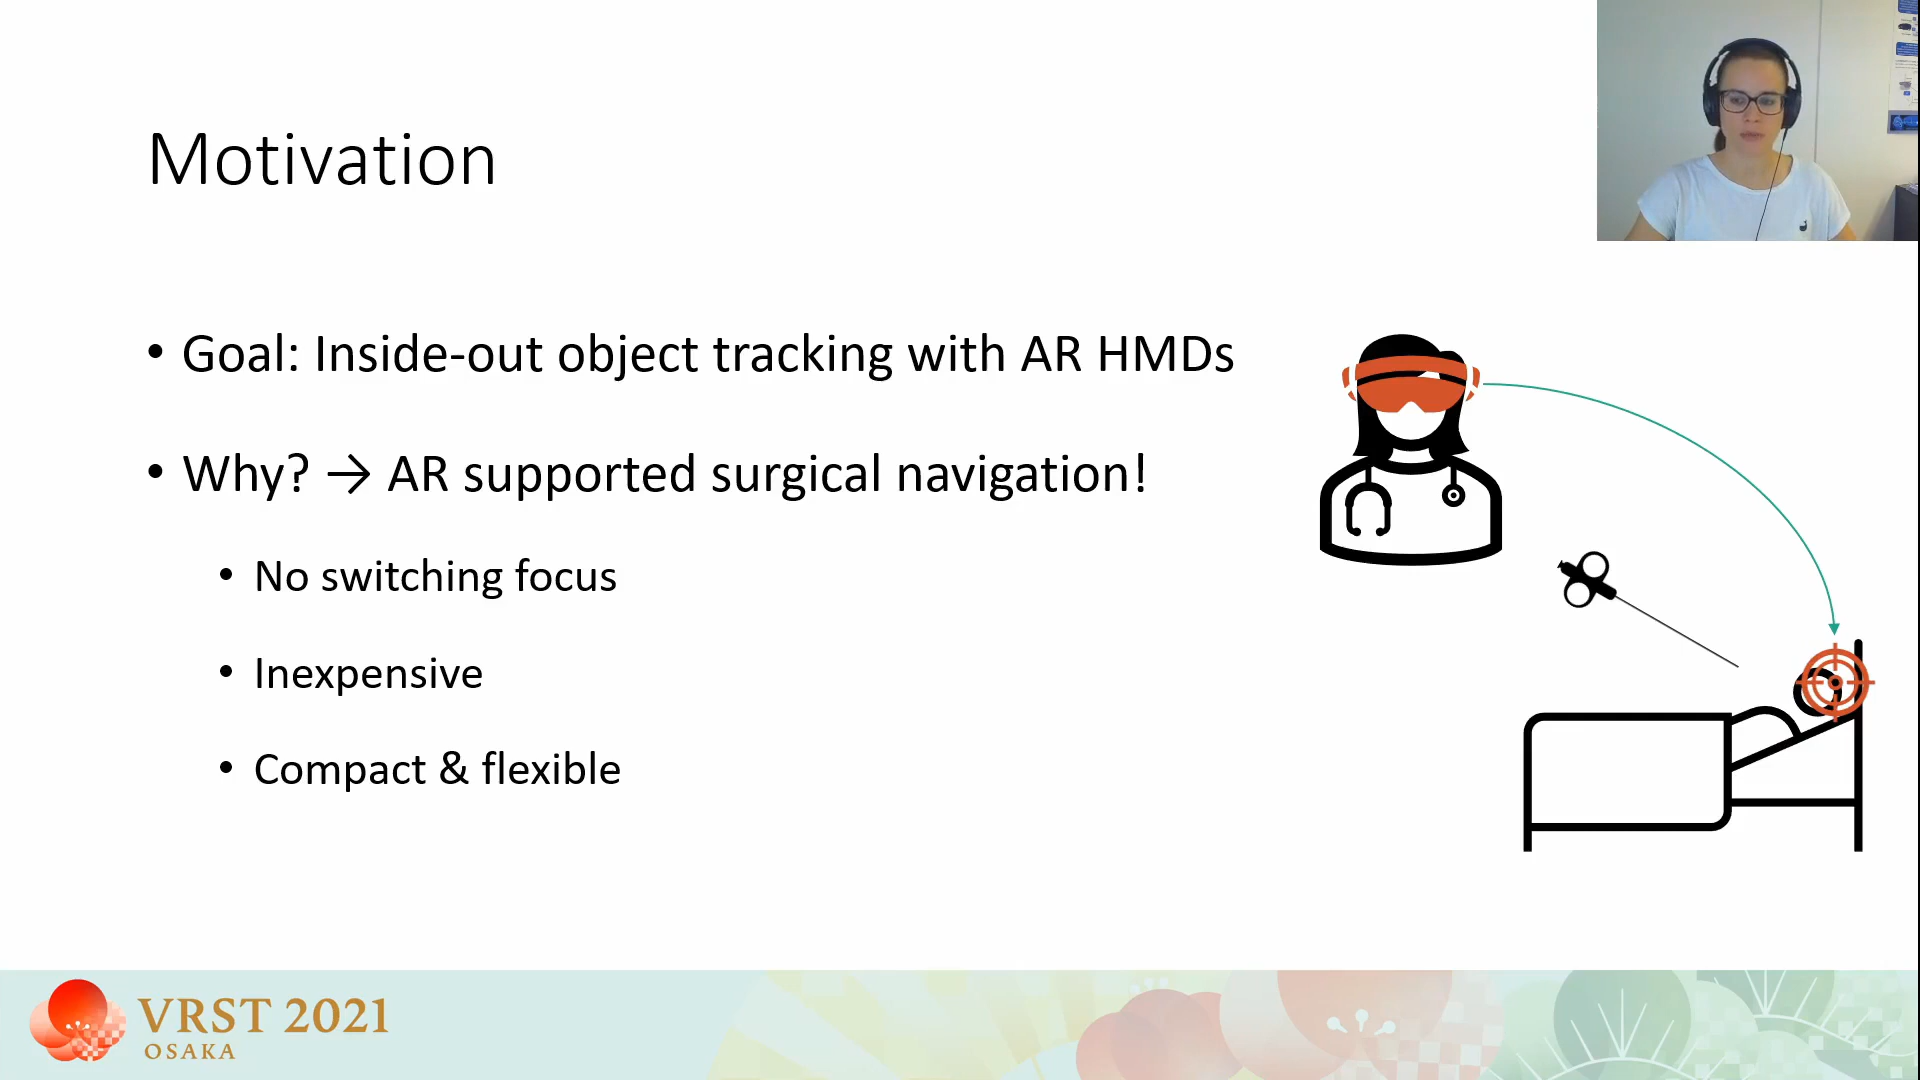 Motivation
• Goal: Inside-out object tracking with AR HMDs
• Why? → AR supported surgical navigation!
• No switching focus
• Inexpensive
• Compact & flexible
VRST 2021
OSAKA